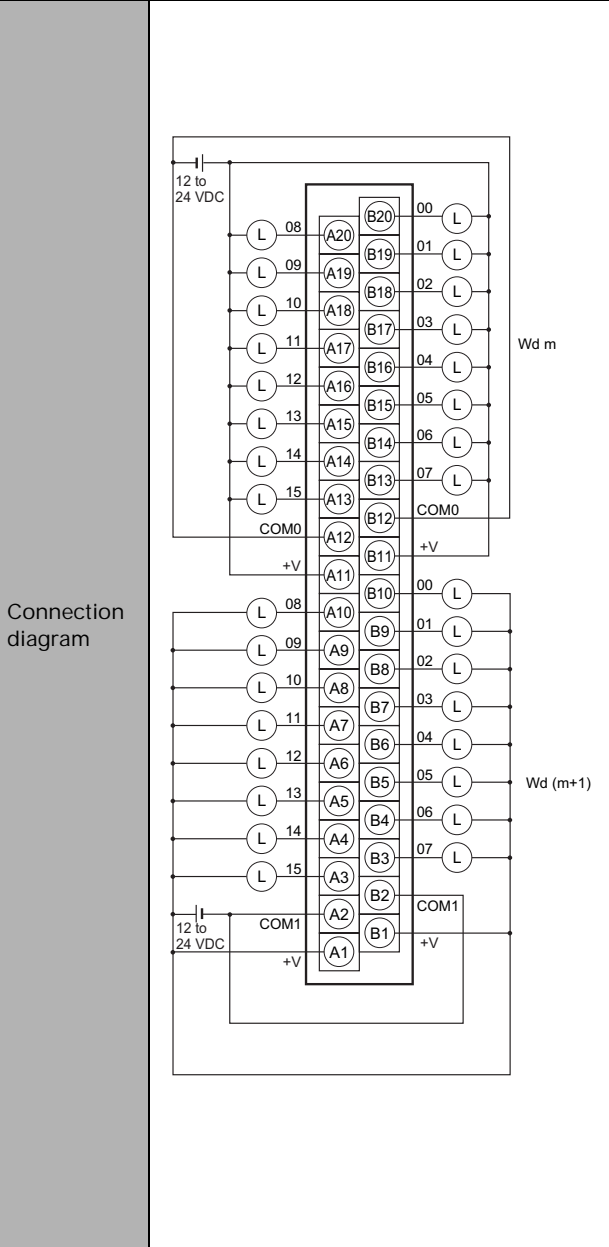 Connection
diagram
12 to
24 VDC
B20 00 L
L 08 A20
B19 01 L
L 09 A19
B18 02 L
L 10 A18
B17 03 L
Wd m
L 11 A17
B16 04 L
L 12 A16
B15 05 L
L 13 A15
B14 06 L
L 14 A14
B13 07 L
L 15 A13
B12 COM0
COM0 A12
B11 +V
+V A11
B10 00 L
L 08 A10
B9 01 L
L 09 A9
B8 02 L
L 10 A8
B7 03 L
L 11 A7
B6 04 L
L 12 A6
B5 05 L
Wd (m+1)
L 13 A5
B4 06 L
L 14 A4
B3 07 L
L 15 A3
B2 COM1
12 to
24 VDC
COM1 A2
B1 +V
+V A1